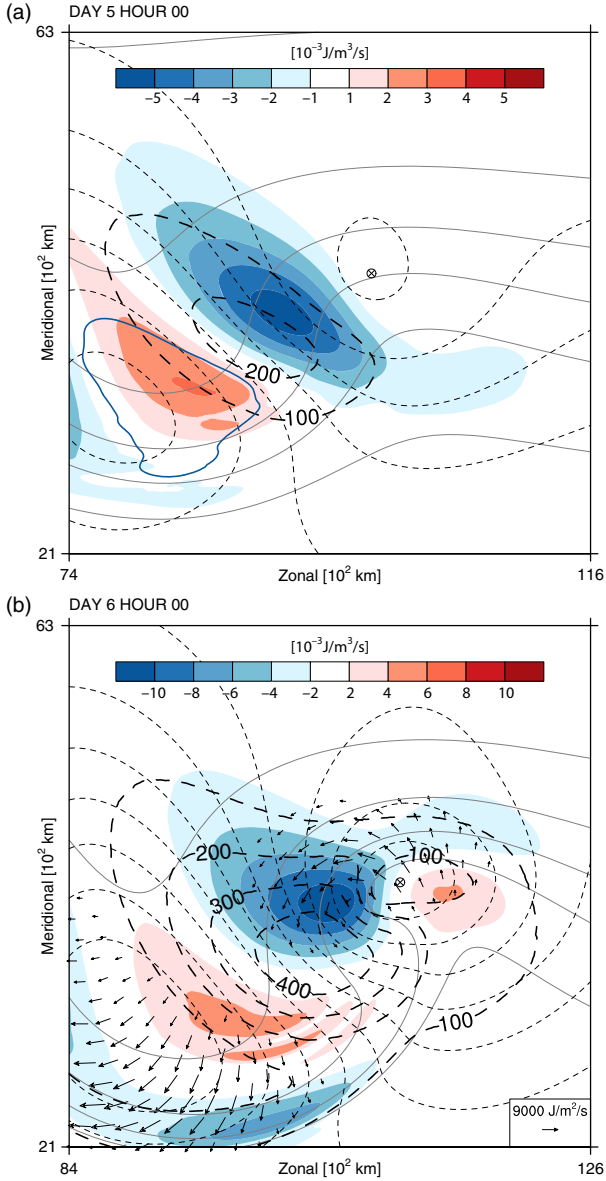 (a) DAY 5 HOUR 00
63
[10⁻³J/m³/s]
−5 −4 −3 −2 −1 1 2 3 4 5
Meridional [10² km]
200
100
21
74 Zonal [10² km] 116
(b) DAY 6 HOUR 00
63
[10⁻³J/m³/s]
−10 −8 −6 −4 −2 2 4 6 8 10
Meridional [10² km]
200
100
300
400
100
9000 J/m²/s
21
84 Zonal [10² km] 126